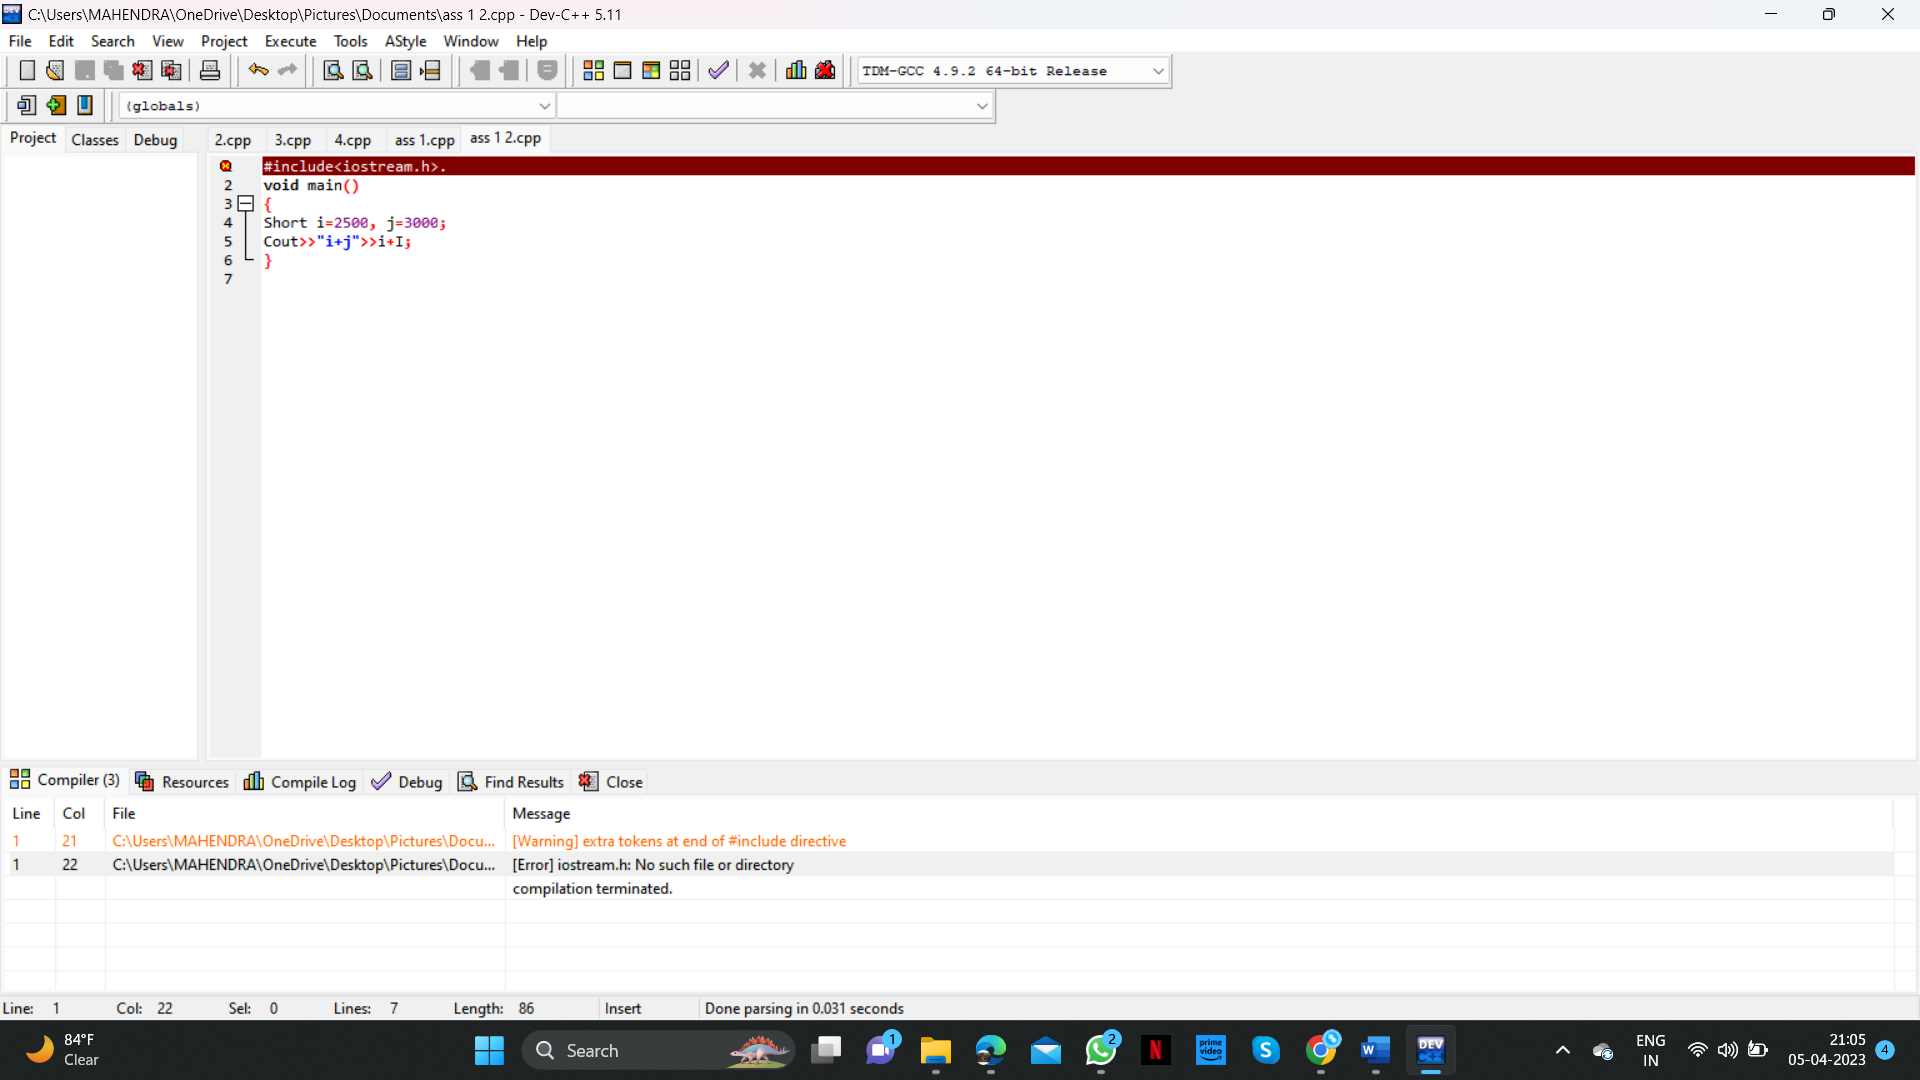 C:\Users\MAHENDRA\OneDrive\Desktop\Pictures\Documents\ass 1 2.cpp - Dev-C++ 5.11
File Edit Search View Project Execute Tools AStyle Window Help
TDM-GCC 4.9.2 64-bit Release
(globals)
Project Classes Debug 2.cpp 3.cpp 4.cpp ass 1.cpp ass 1 2.cpp
#include<iostream.h>.
2 void main()
3 {
4 Short i=2500, j=3000;
5 Cout>>"i+j">>i+I;
6 }
7
Compiler (3) Resources Compile Log Debug Find Results Close
Line Col File Message
1 21 C:\Users\MAHENDRA\OneDrive\Desktop\Pictures\Docu... [Warning] extra tokens at end of #include directive
1 22 C:\Users\MAHENDRA\OneDrive\Desktop\Pictures\Docu... [Error] iostream.h: No such file or directory
compilation terminated.
Line: 1 Col: 22 Sel: 0 Lines: 7 Length: 86 Insert Done parsing in 0.031 seconds
84°F
Clear
Search
1
2
N
prime video
S
W
DEV C++
ENG
IN
21:05
05-04-2023
4